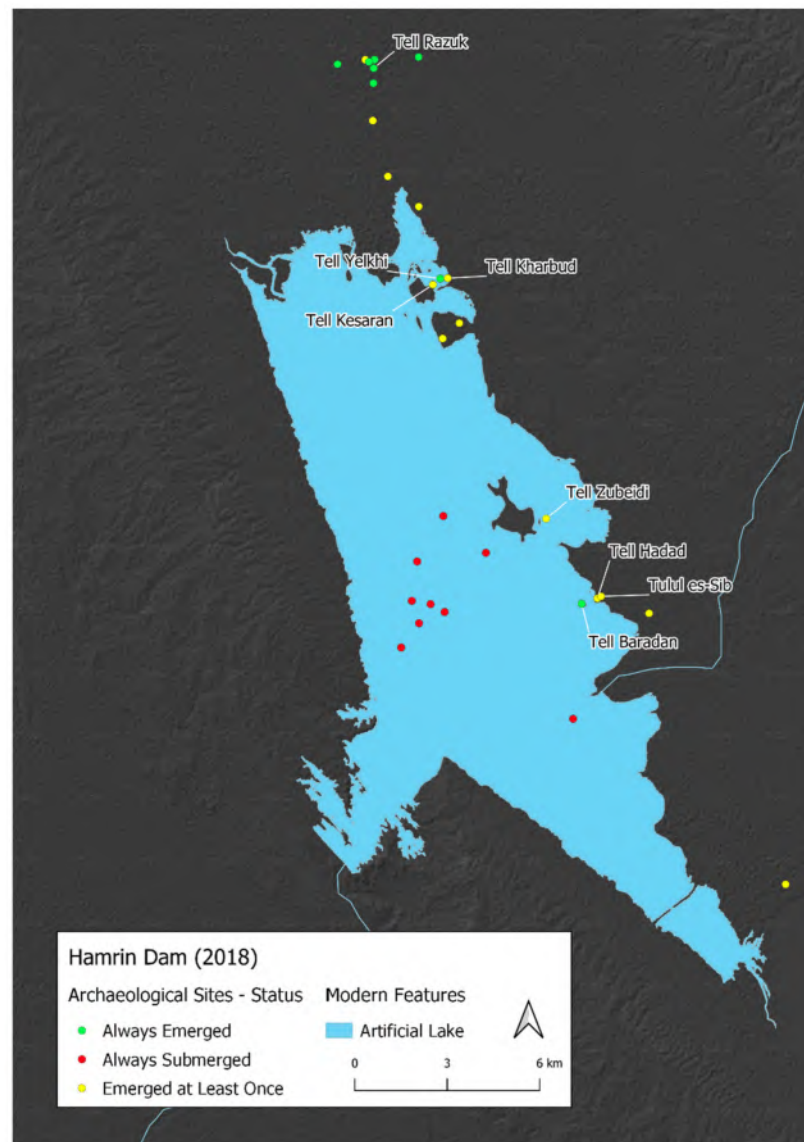 Tell Razuk
Tell Yelkhi
Tell Kharbud
Tell Kesaran
Tell Zubeidi
Tell Hadad
Tulul es-Sib
Tell Baradan
Hamrin Dam (2018)
Archaeological Sites - Status
Always Emerged
Always Submerged
Emerged at Least Once
Modern Features
Artificial Lake
0 3 6 km